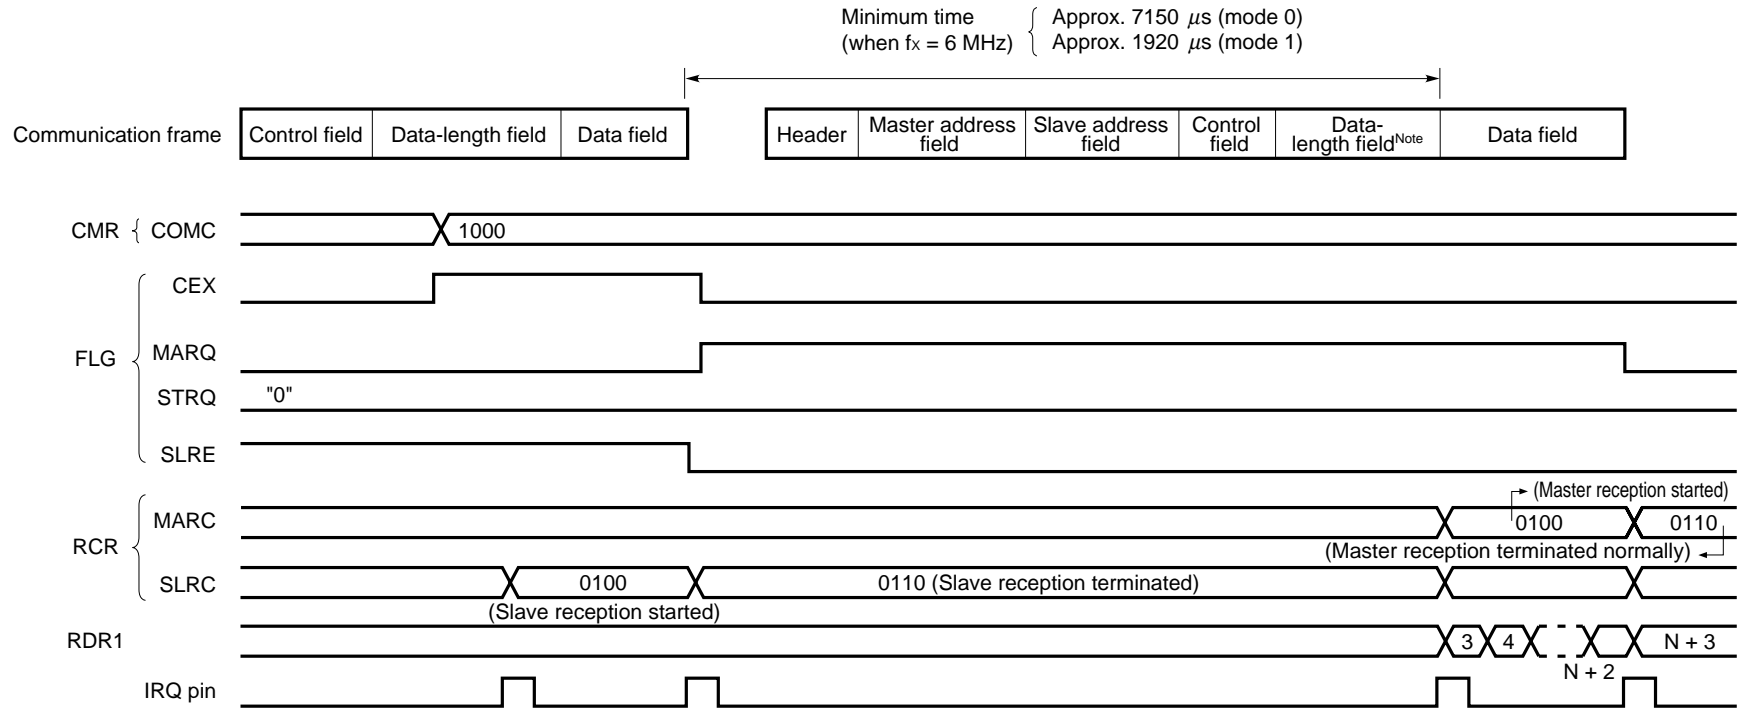 Minimum time
(when fx = 6 MHz)
Approx. 7150 µs (mode 0)
Approx. 1920 µs (mode 1)
Communication frame
Control field
Data-length field
Data field
Header
Master address
field
Slave address
field
Control
field
Data-
length fieldNote
Data field
CMR { COMC
1000
FLG
CEX
MARQ
STRQ
"0"
SLRE
RCR
MARC
(Master reception started)
0100
0110
(Master reception terminated normally)
SLRC
0100
0110 (Slave reception terminated)
(Slave reception started)
RDR1
3
4
N + 2
N + 3
IRQ pin